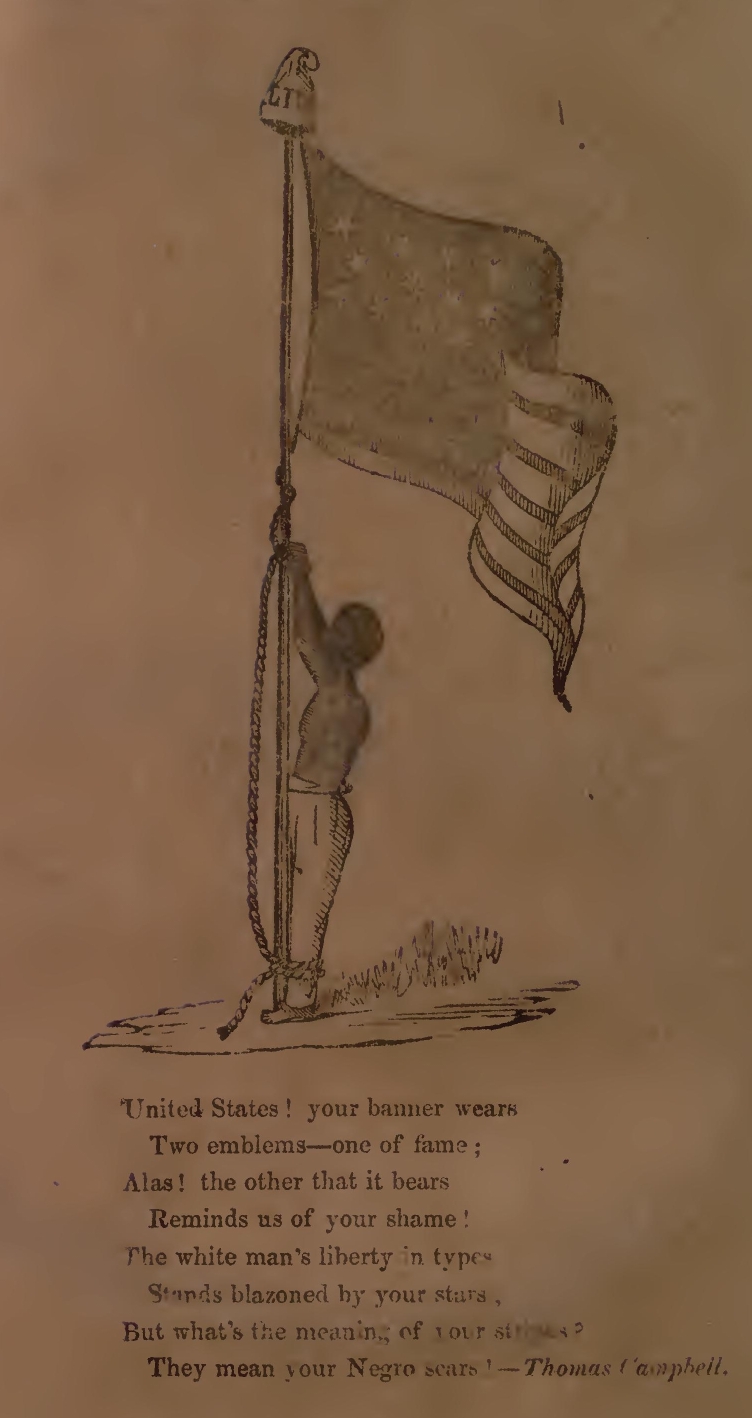 LI
United States! your banner wears
Two emblems—one of fame;
Alas! the other that it bears
Reminds us of your shame!
The white man's liberty in types
Stands blazoned by your stars,
But what's the meaning of your stripes?
They mean your Negro scars!—Thomas Campbell.